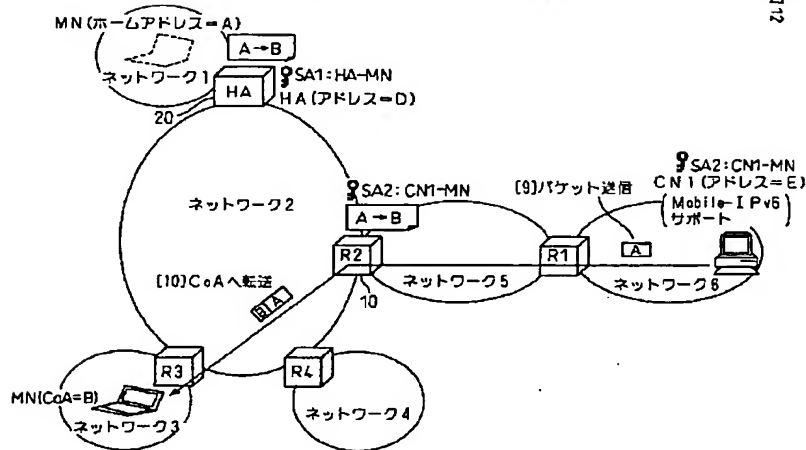 MN(ホームアドレス=A)
A→B
ネットワーク1
SA1:HA-MN
HA
HA(アドレス=D)
20
ネットワーク2
SA2:CN1-MN
A→B
R2
10
[9]パケット送信
SA2:CN1-MN
CN1(アドレス=E)
(Mobile-IPv6
サポート)
A
R1
ネットワーク5
ネットワーク6
[10]CoAへ転送
B A
R3
R4
MN(CoA=B)
ネットワーク3
ネットワーク4
12